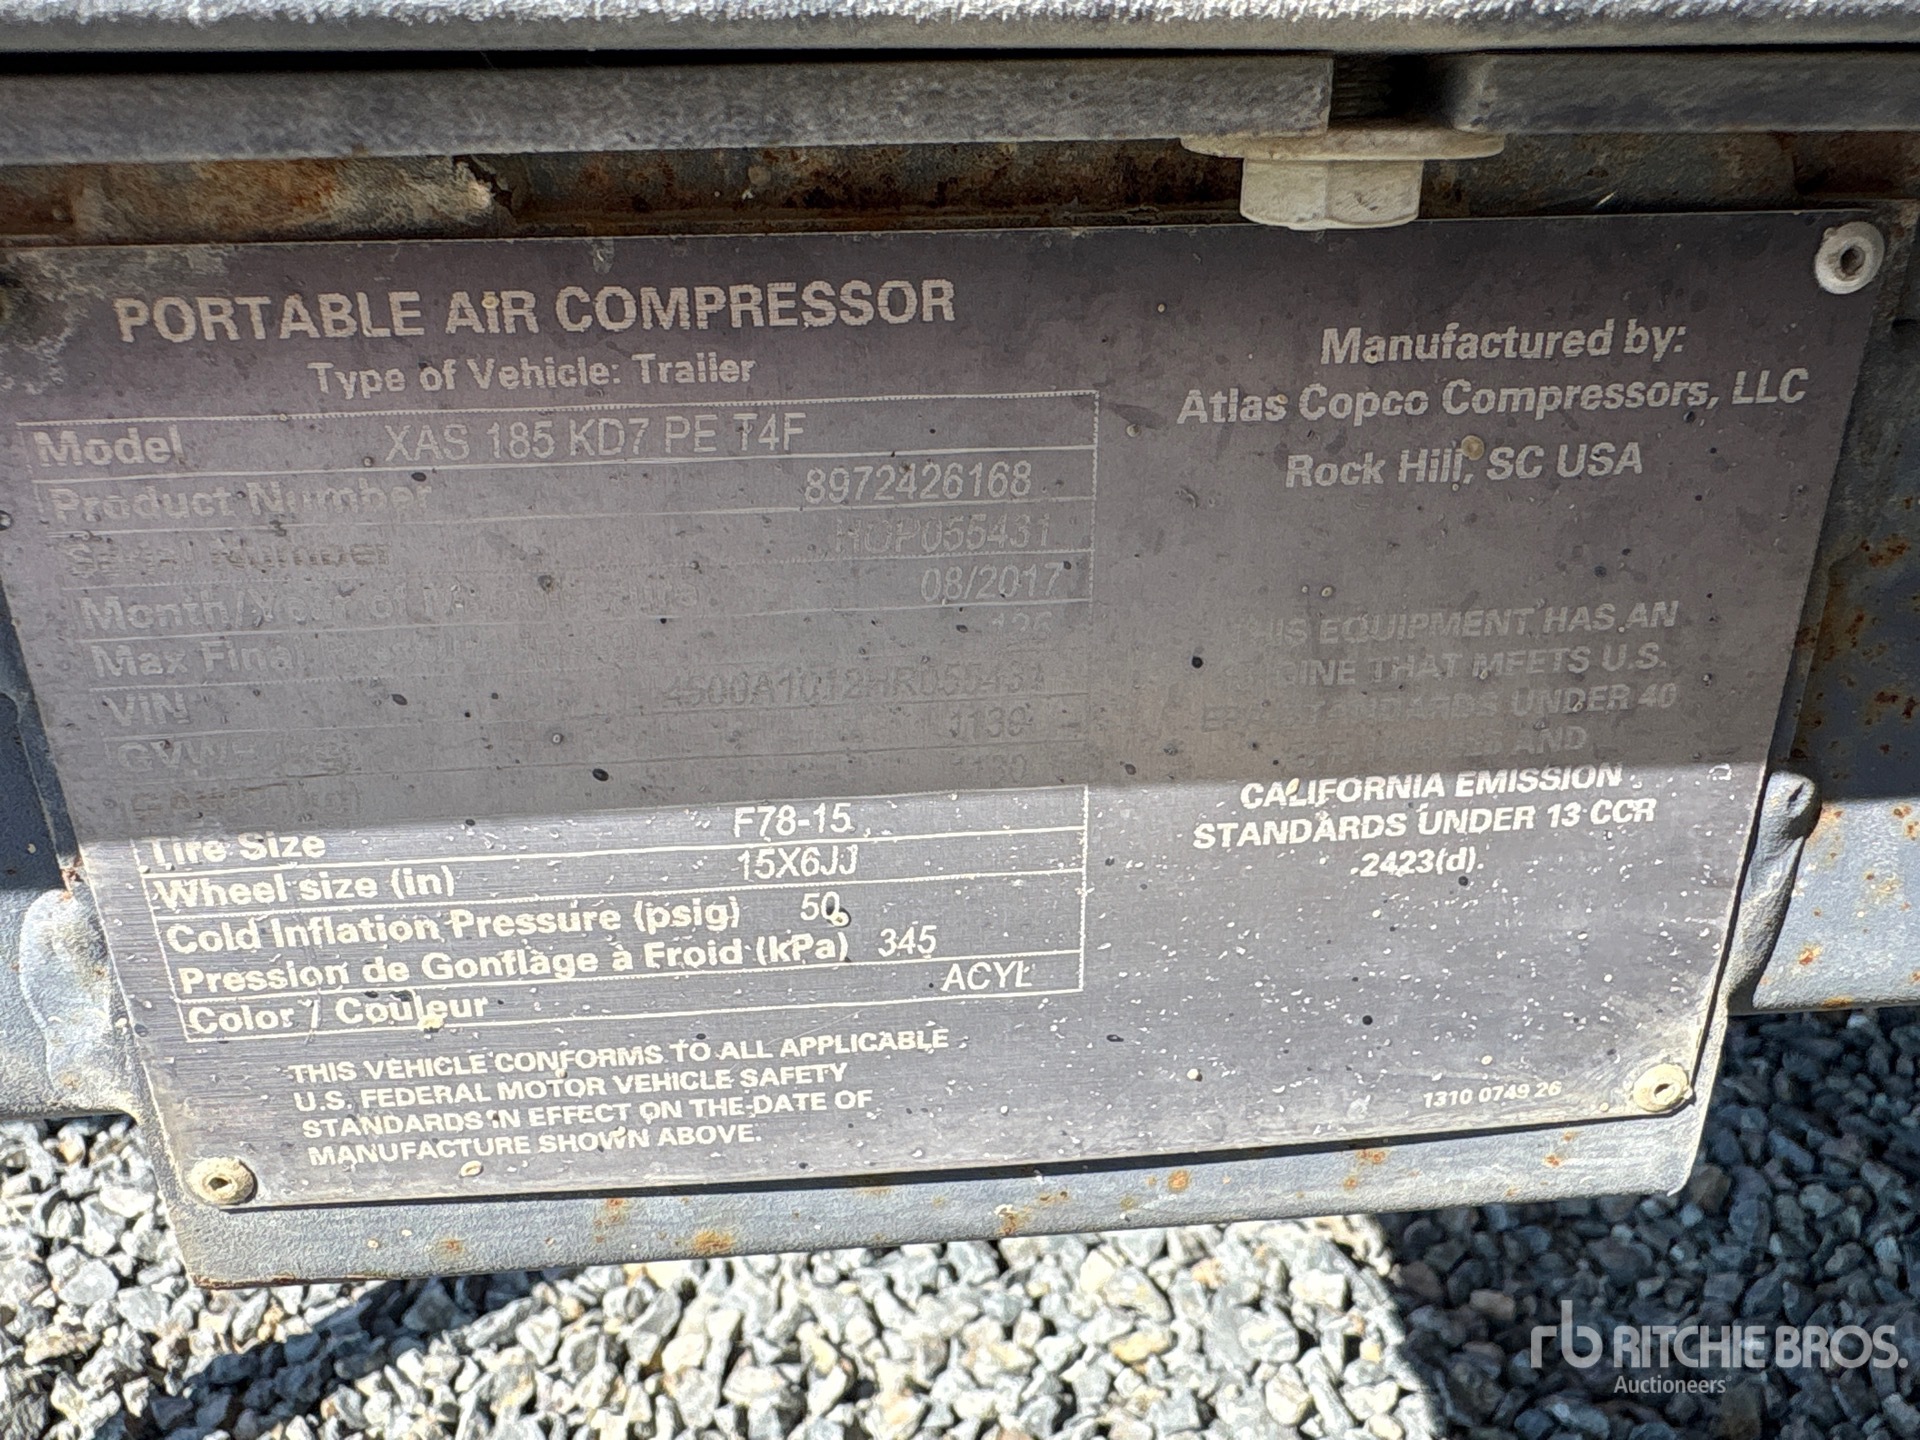 PORTABLE AIR COMPRESSOR
Type of Vehicle: Trailer
Model XAS 185 KD7 PE T4F
Product Number 8972426168
Serial Number HOP055431
Month/Year of 08/2017
Max Final
VIN
Tire Size F78-15
Wheel size (in) 15X6JJ
Cold Inflation Pressure (psig) 50
Pression de Gonflage à Froid (kPa) 345
Color / Couleur ACYL
THIS VEHICLE CONFORMS TO ALL APPLICABLE
U.S. FEDERAL MOTOR VEHICLE SAFETY
STANDARDS IN EFFECT ON THE DATE OF
MANUFACTURE SHOWN ABOVE.
Manufactured by:
Atlas Copco Compressors, LLC
Rock Hill, SC USA
THIS EQUIPMENT HAS AN
ENGINE THAT MEETS U.S.
EPA STANDARDS UNDER 40
AND
CALIFORNIA EMISSION
STANDARDS UNDER 13 CCR
2423(d).
1310 0749 26
rb RITCHIE BROS.
Auctioneers